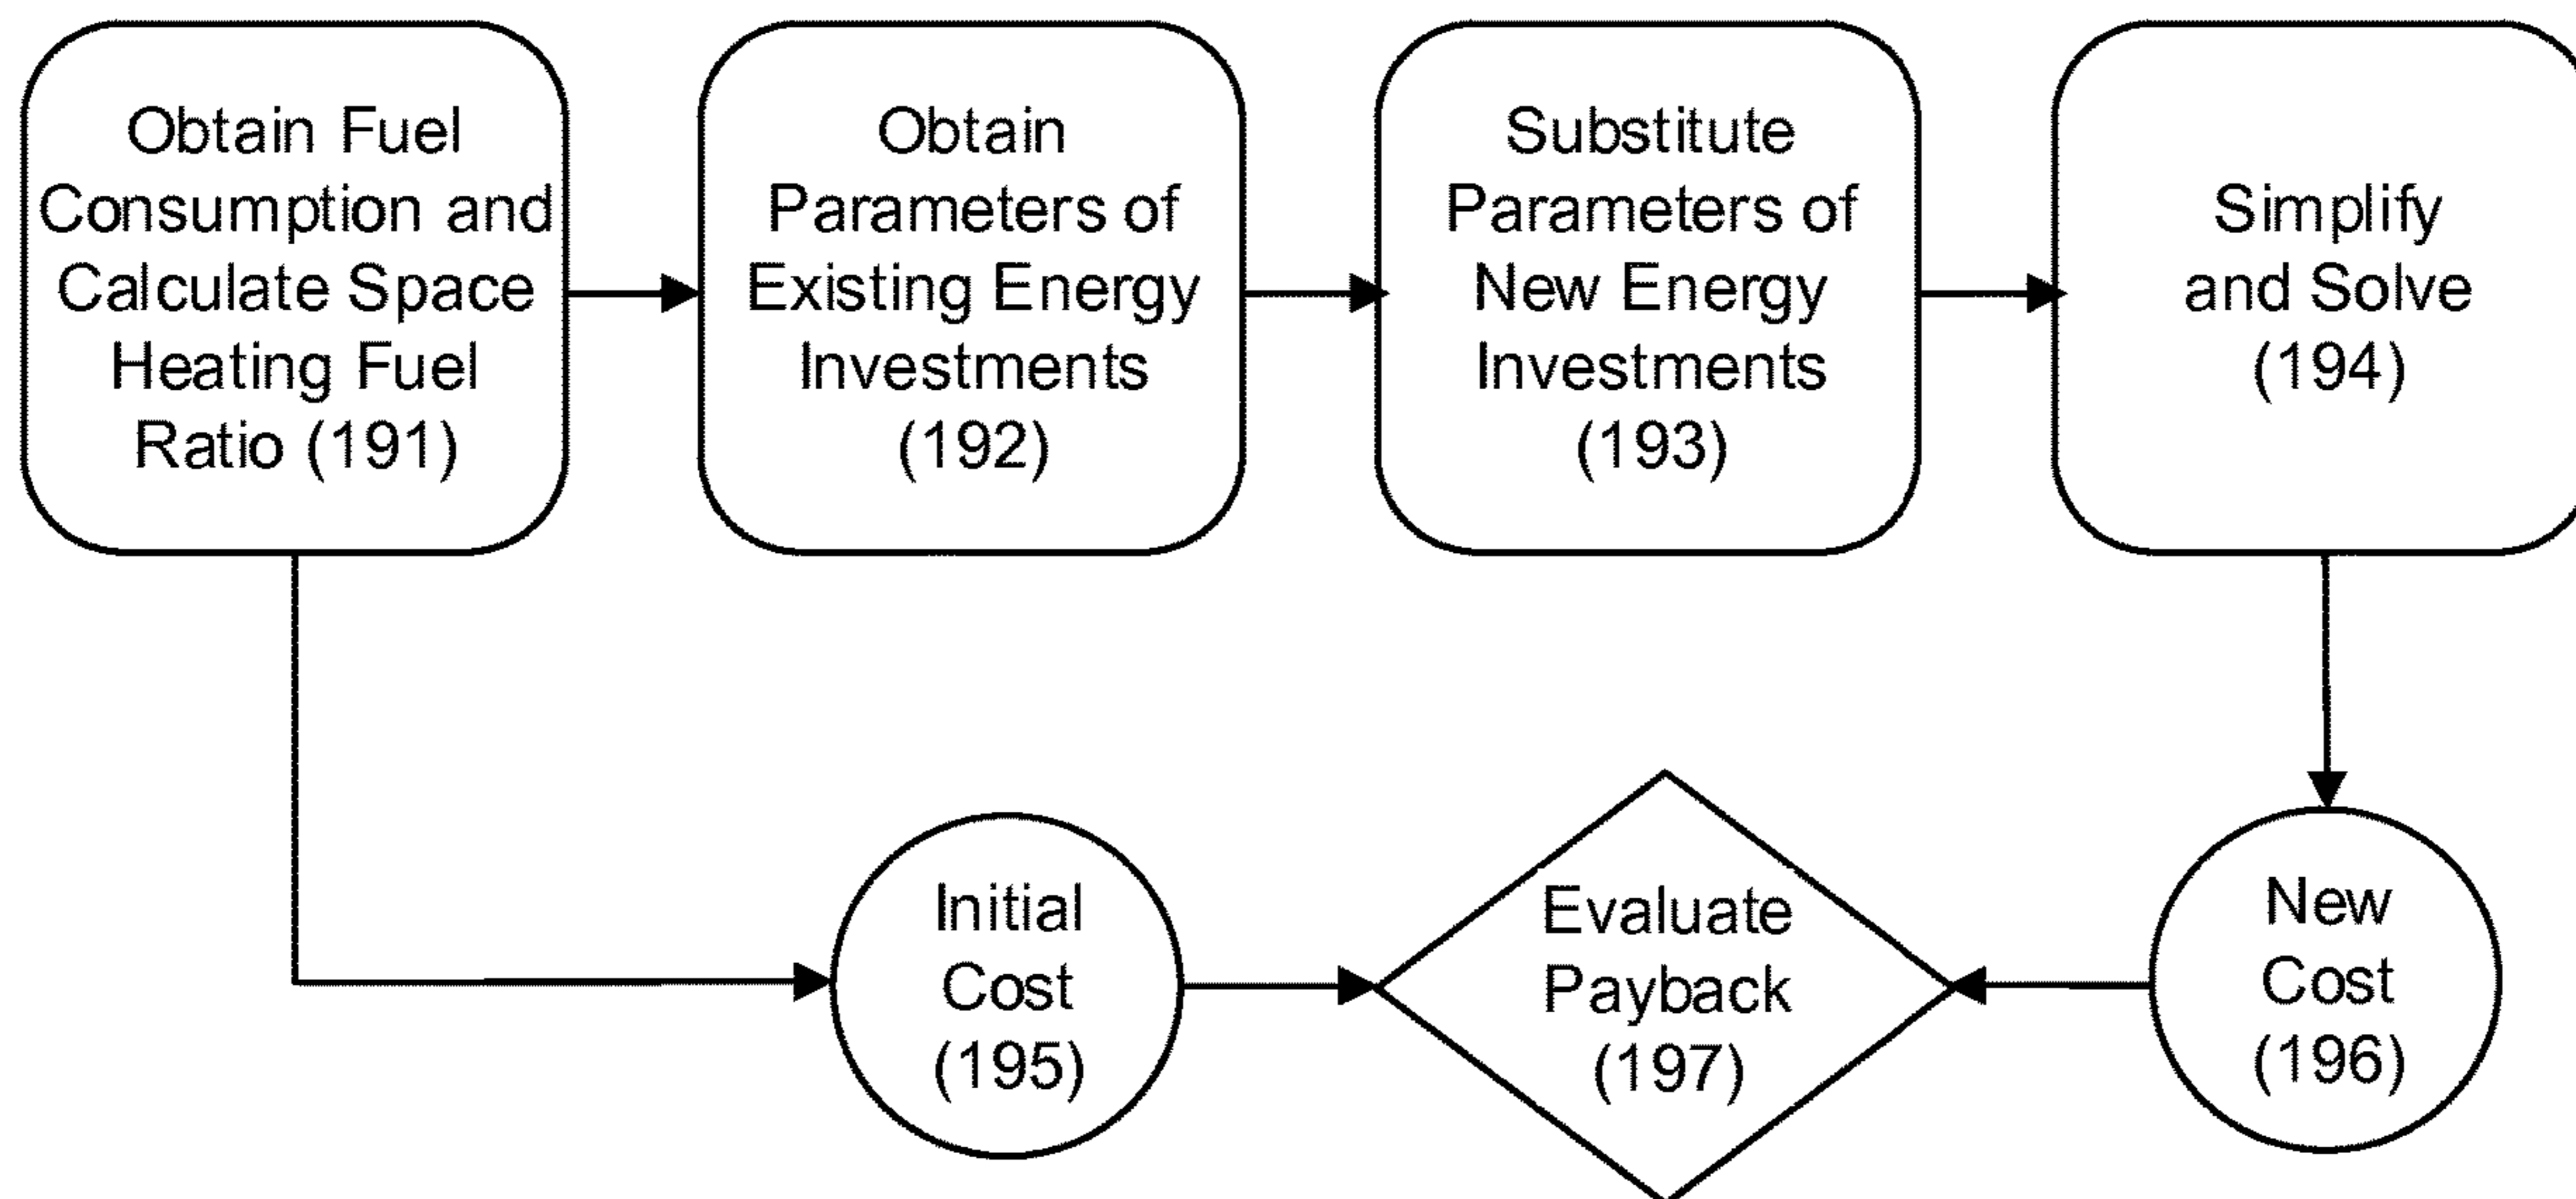 Obtain Fuel
Consumption and
Calculate Space
Heating Fuel
Ratio (191)
Obtain
Parameters of
Existing Energy
Investments
(192)
Substitute
Parameters of
New Energy
Investments
(193)
Simplify
and Solve
(194)
Initial
Cost
(195)
Evaluate
Payback
(197)
New
Cost
(196)